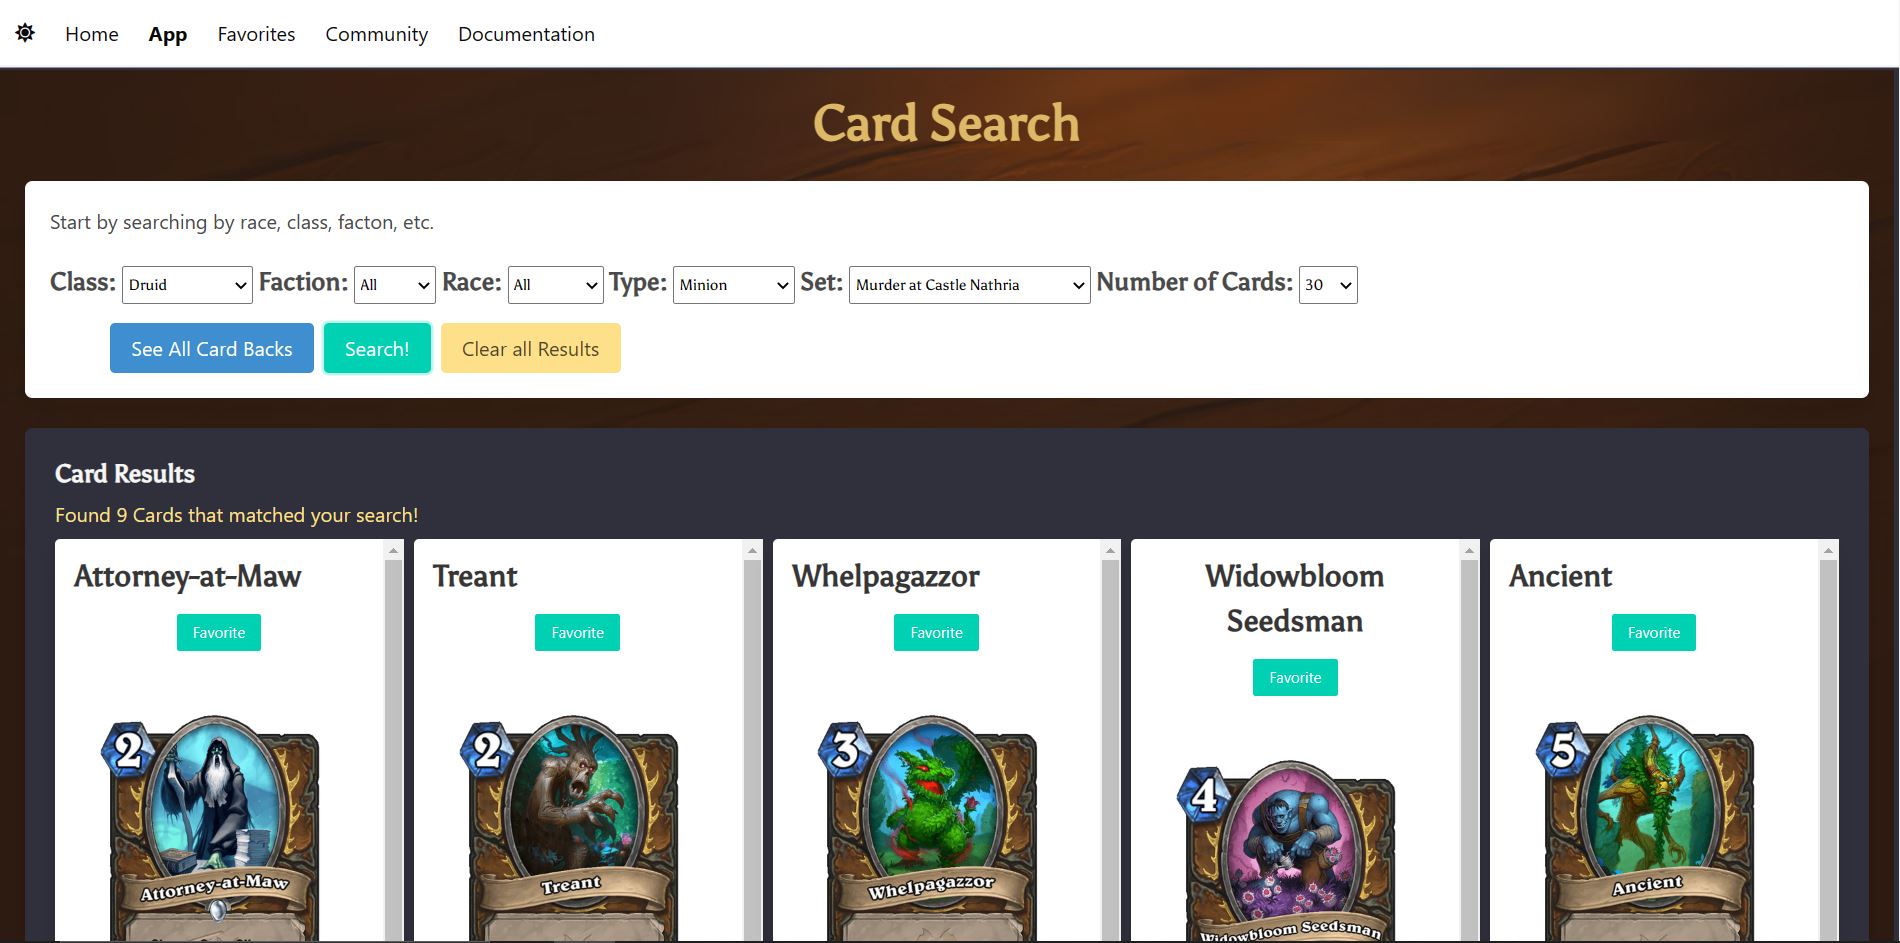 Home App Favorites Community Documentation
Card Search
Start by searching by race, class, facton, etc.
Class: Druid Faction: All Race: All Type: Minion Set: Murder at Castle Nathria Number of Cards: 30
See All Card Backs Search! Clear all Results
Card Results
Found 9 Cards that matched your search!
Attorney-at-Maw
Favorite
2
Attorney-at-Maw
Treant
Favorite
2
Treant
Whelpagazzor
Favorite
3
Whelpagazzor
Widowbloom
Seedsman
Favorite
4
Widowbloom Seedsman
Ancient
Favorite
5
Ancient